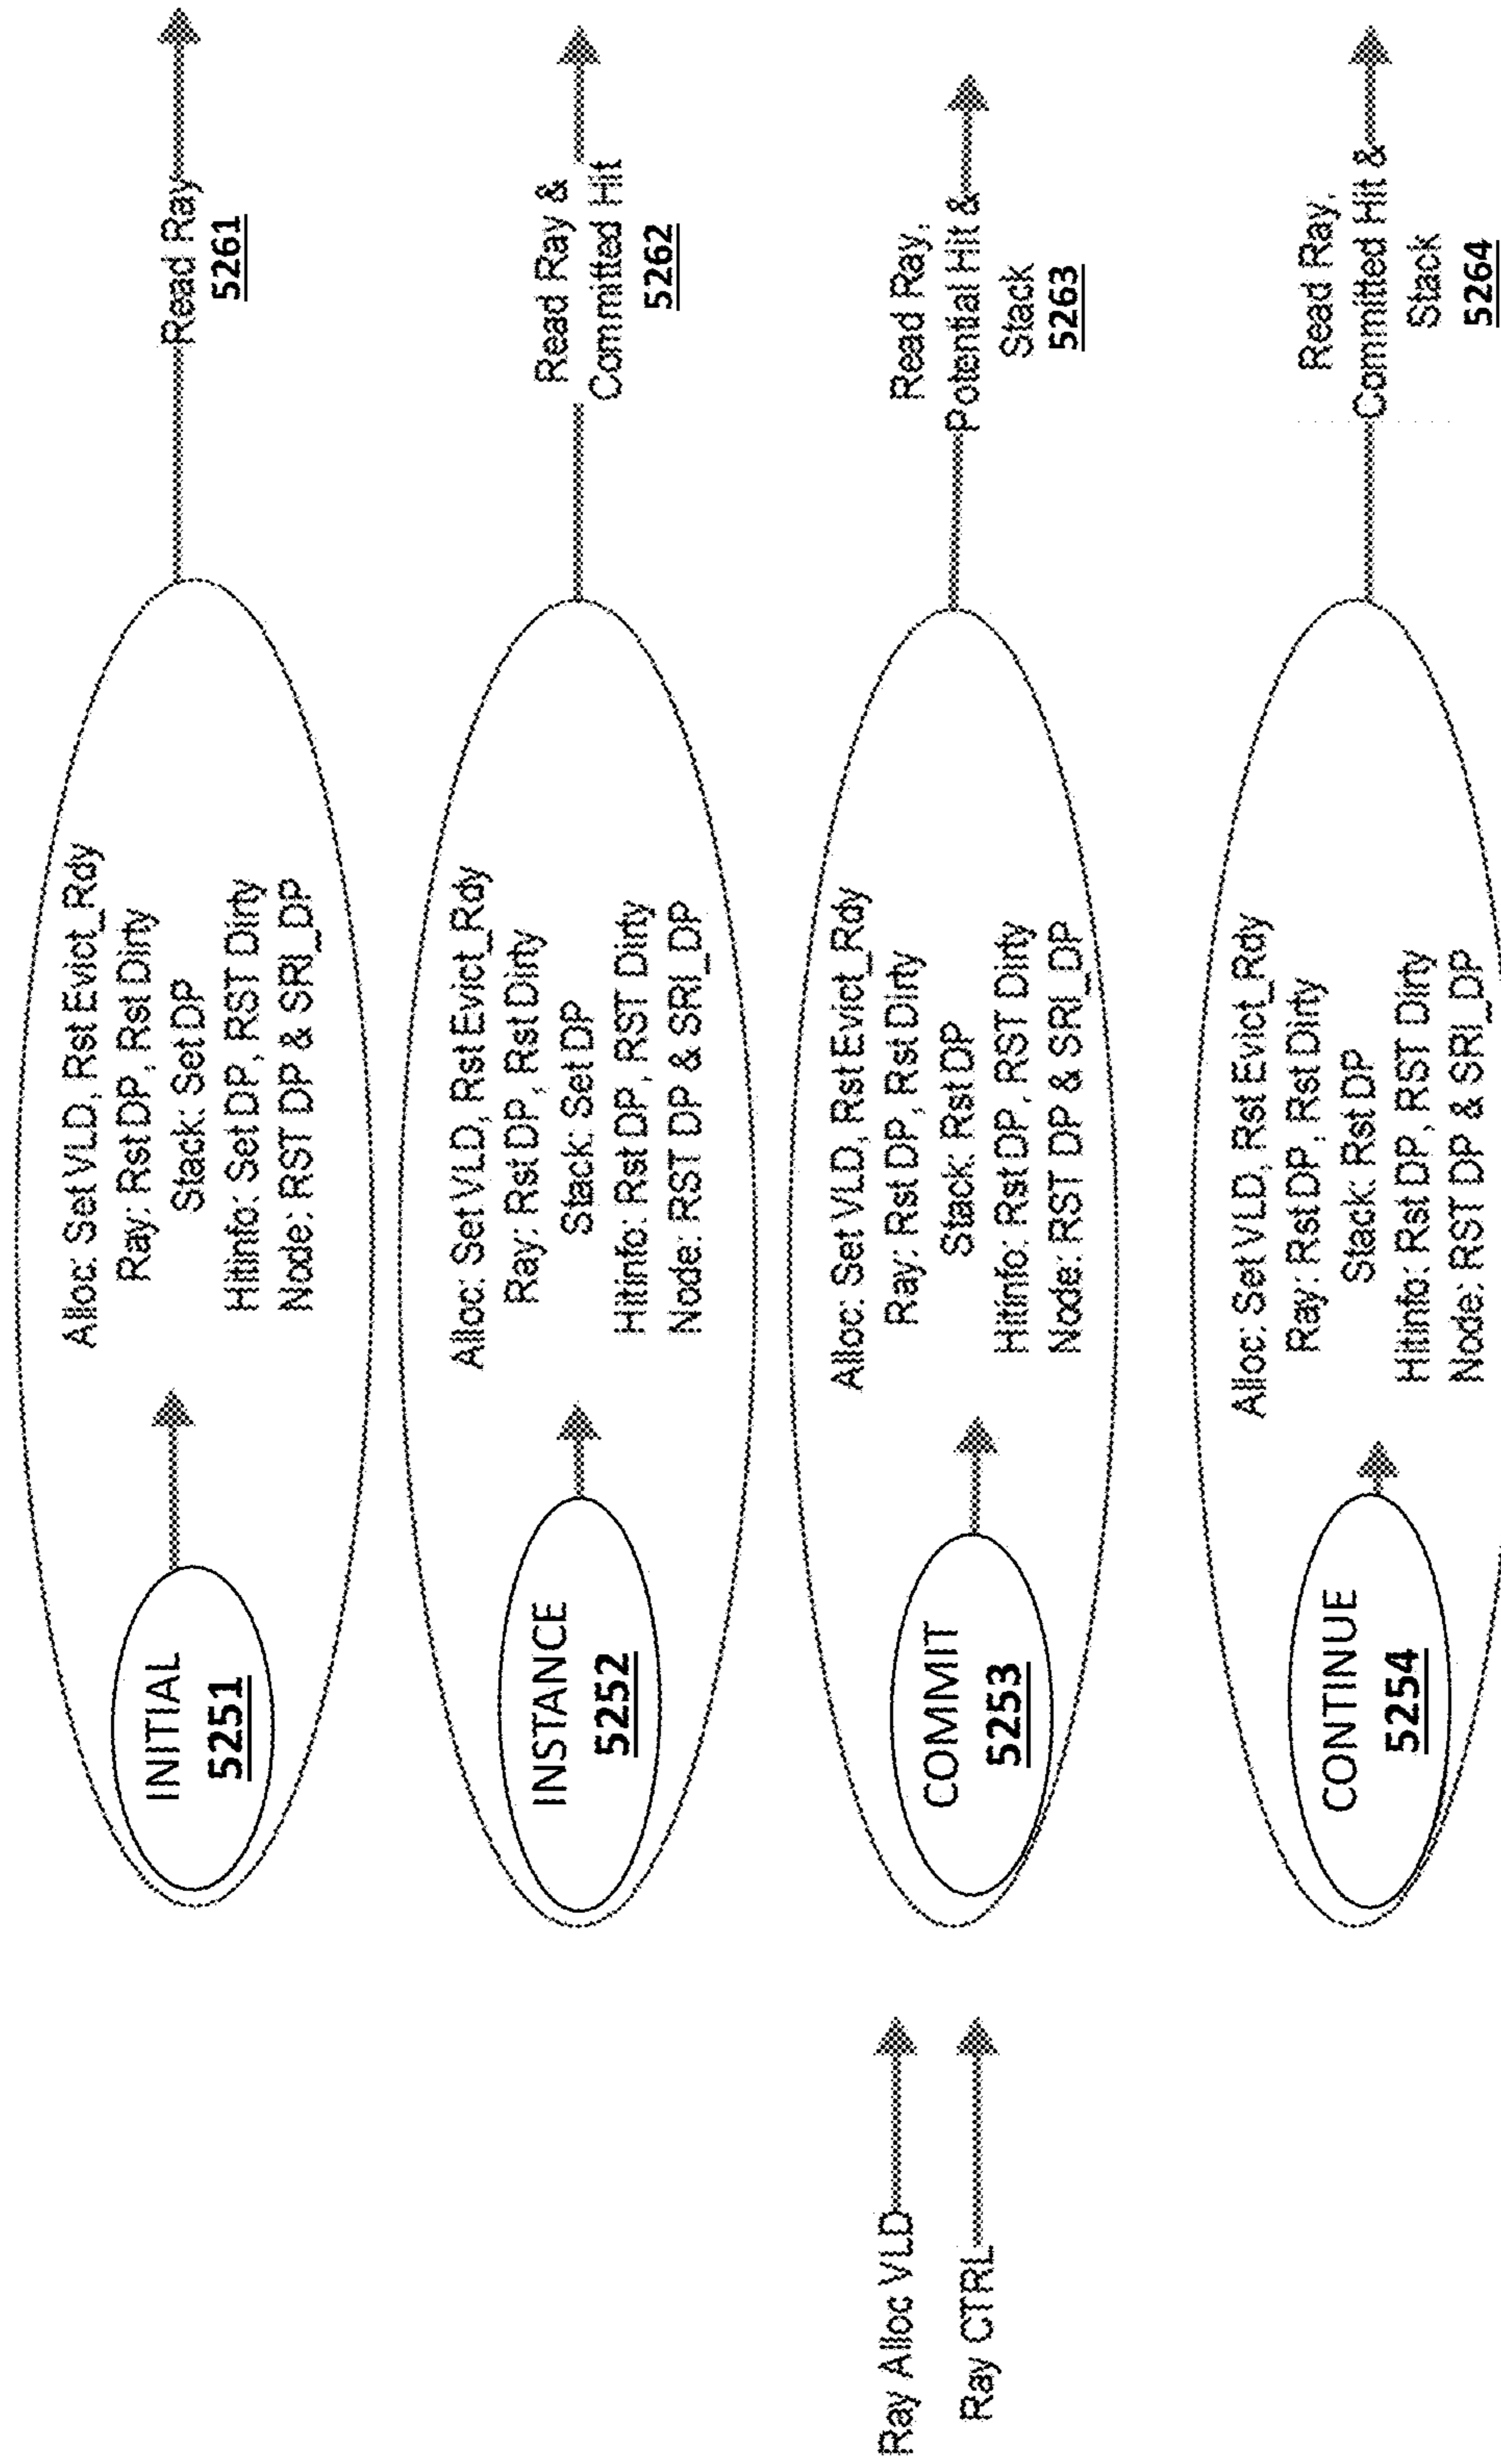 Ray Alloc VLD
Ray CTRL
INITIAL
5251
Alloc: Set VLD, Rst Evict_Rdy
Ray: Rst DP, Rst Dirty
Stack: Set DP
Hitinfo: Set DP, RST Dirty
Node: RST DP & SRI_DP
Read Ray
5261
INSTANCE
5252
Alloc: Set VLD, Rst Evict_Rdy
Ray: Rst DP, Rst Dirty
Stack: Set DP
Hitinfo: Rst DP, RST Dirty
Node: RST DP & SRI_DP
Read Ray &
Committed Hit
5262
COMMIT
5253
Alloc: Set VLD, Rst Evict_Rdy
Ray: Rst DP, Rst Dirty
Stack: Rst DP
Hitinfo: Rst DP, RST Dirty
Node: RST DP & SRI_DP
Read Ray,
Potential Hit &
Stack
5263
CONTINUE
5254
Alloc: Set VLD, Rst Evict_Rdy
Ray: Rst DP, Rst Dirty
Stack: Rst DP
Hitinfo: Rst DP, RST Dirty
Node: RST DP & SRI_DP
Read Ray,
Committed Hit &
Stack
5264